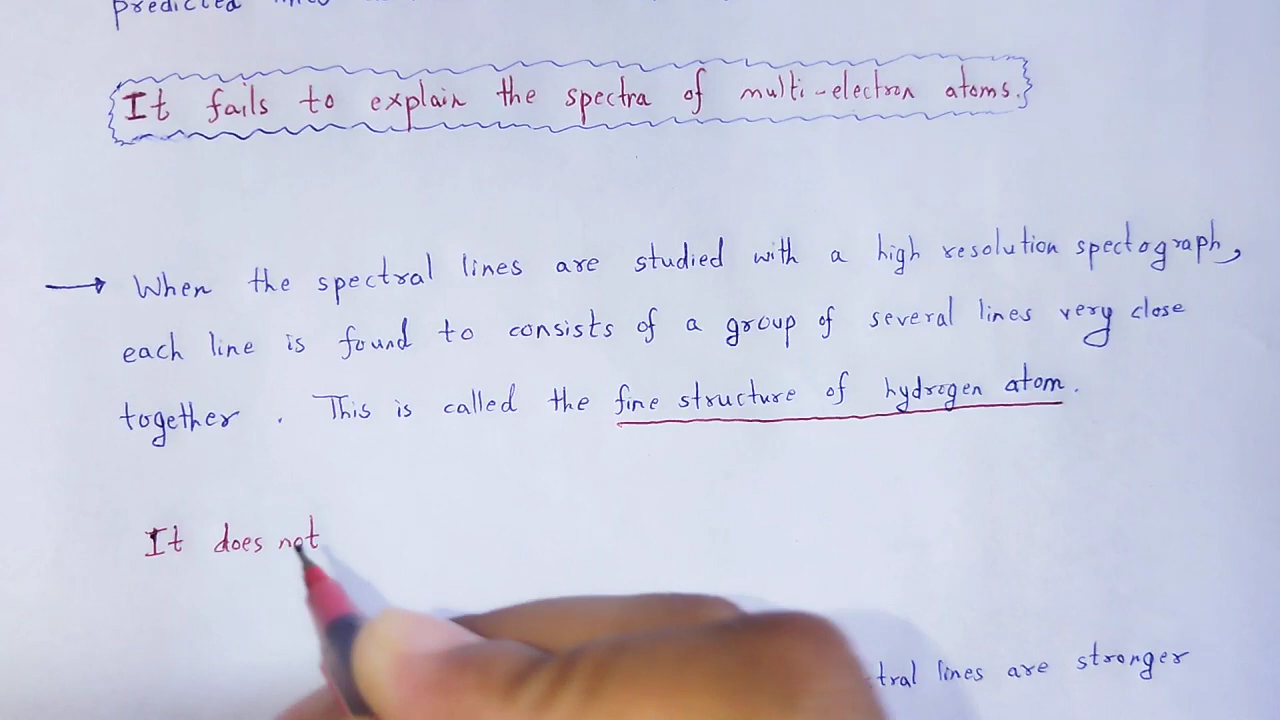 predicted lines
It fails to explain the spectra of multi-electron atoms.
When the spectral lines are studied with a high resolution spectograph,
each line is found to consists of a group of several lines very close
together. This is called the fine structure of hydrogen atom.
It does not
tral lines are stronger